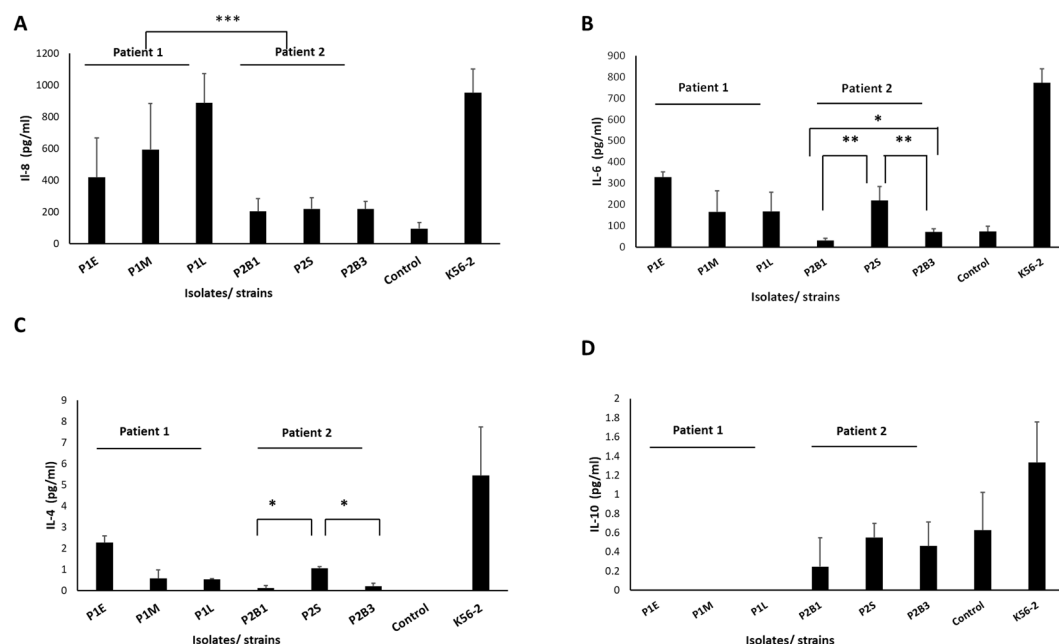 A
***
Patient 1
Patient 2
1200
1000
800
600
400
200
0
Il-8 (pg/ml)
P1E
P1M
P1L
P2B1
P2S
P2B3
Control
K56-2
Isolates/ strains
B
900
800
700
600
500
400
300
200
100
0
IL-6 (pg/ml)
Patient 1
Patient 2
*
**
**
P1E
P1M
P1L
P2B1
P2S
P2B3
Control
K56-2
Isolates/ strains
C
9
8
7
6
5
4
3
2
1
0
IL-4 (pg/ml)
Patient 1
Patient 2
*
*
P1E
P1M
P1L
P2B1
P2S
P2B3
Control
K56-2
Isolates/ strains
D
2
1.8
1.6
1.4
1.2
1
0.8
0.6
0.4
0.2
0
IL-10 (pg/ml)
Patient 1
Patient 2
P1E
P1M
P1L
P2B1
P2S
P2B3
Control
K56-2
Isolates/ strains